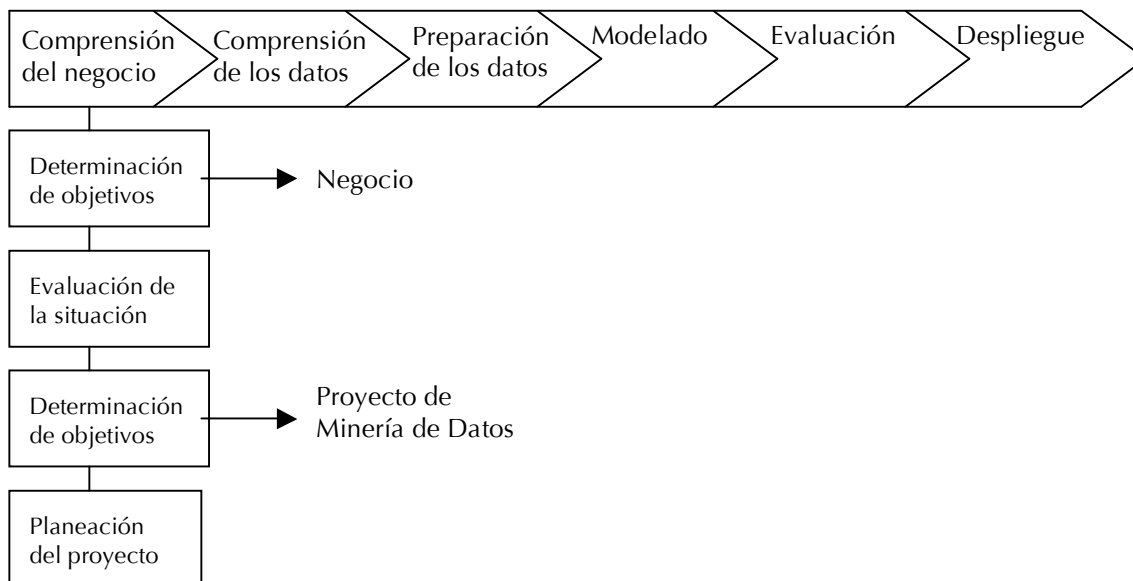 Comprensión
del negocio
Comprensión
de los datos
Preparación
de los datos
Modelado
Evaluación
Despliegue
Determinación
de objetivos
Negocio
Evaluación de
la situación
Determinación
de objetivos
Proyecto de
Minería de Datos
Planeación
del proyecto